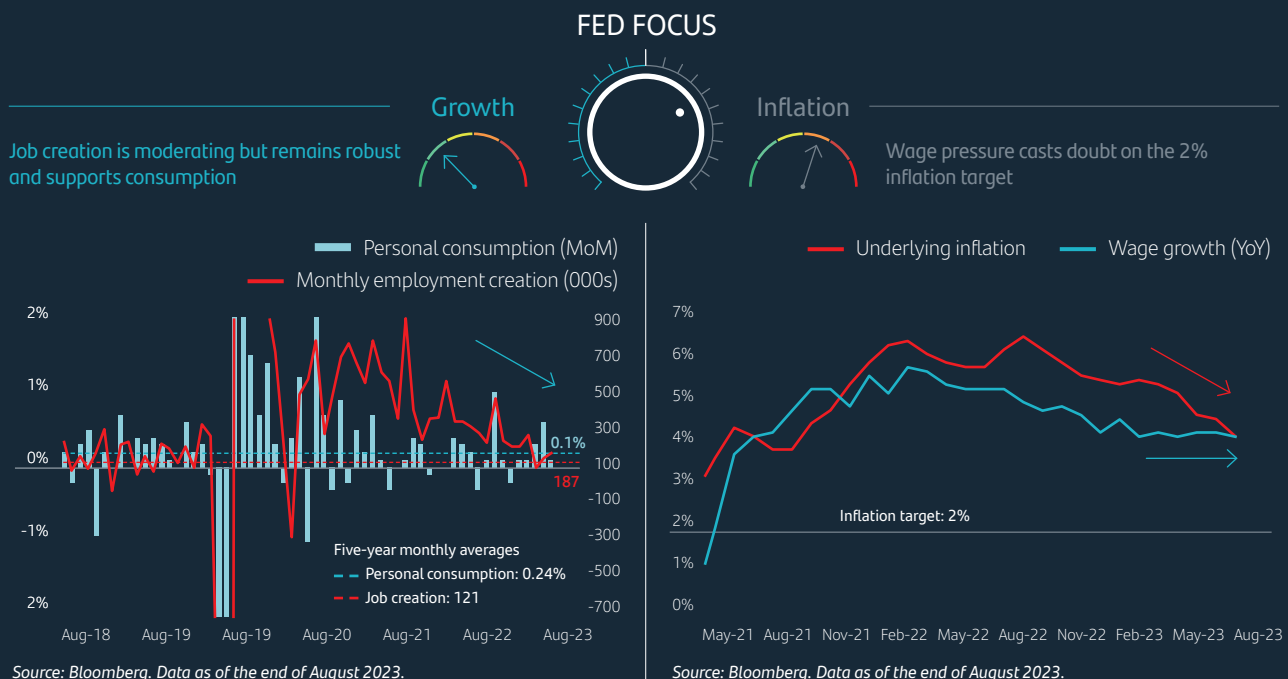 FED FOCUS
Growth
Job creation is moderating but remains robust
and supports consumption
Inflation
Wage pressure casts doubt on the 2%
inflation target
Personal consumption (MoM)
Monthly employment creation (000s)
2%
1%
0%
-1%
2%
900
700
500
300
100
-100
-300
-500
-700
0.1%
187
Five-year monthly averages
Personal consumption: 0.24%
Job creation: 121
Aug-18 Aug-19 Aug-19 Aug-20 Aug-21 Aug-22 Aug-23
Source: Bloomberg. Data as of the end of August 2023.
Underlying inflation Wage growth (YoY)
7%
6%
5%
4%
3%
2%
1%
0%
Inflation target: 2%
May-21 Aug-21 Nov-21 Feb-22 May-22 Aug-22 Nov-22 Feb-23 May-23 Aug-23
Source: Bloomberg. Data as of the end of August 2023.